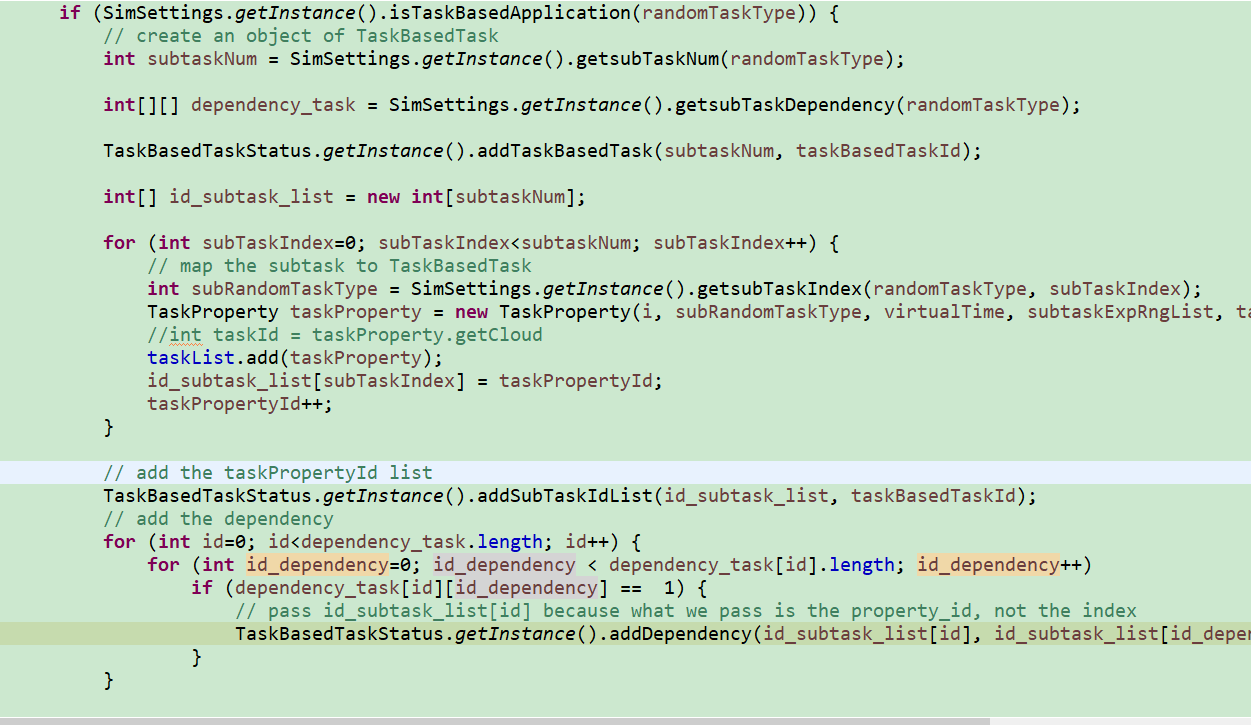 if (SimSettings.getInstance().isTaskBasedApplication(randomTaskType)) {
// create an object of TaskBasedTask
int subtaskNum = SimSettings.getInstance().getsubTaskNum(randomTaskType);
int[][] dependency_task = SimSettings.getInstance().getsubTaskDependency(randomTaskType);
TaskBasedTaskStatus.getInstance().addTaskBasedTask(subtaskNum, taskBasedTaskId);
int[] id_subtask_list = new int[subtaskNum];
for (int subTaskIndex=0; subTaskIndex<subtaskNum; subTaskIndex++) {
// map the subtask to TaskBasedTask
int subRandomTaskType = SimSettings.getInstance().getsubTaskIndex(randomTaskType, subTaskIndex);
TaskProperty taskProperty = new TaskProperty(i, subRandomTaskType, virtualTime, subtaskExpRngList,
//int taskId = taskProperty.getCloud
taskList.add(taskProperty);
id_subtask_list[subTaskIndex] = taskPropertyId;
taskPropertyId++;
}
// add the taskPropertyId list
TaskBasedTaskStatus.getInstance().addSubTaskIdList(id_subtask_list, taskBasedTaskId);
// add the dependency
for (int id=0; id<dependency_task.length; id++) {
for (int id_dependency=0; id_dependency < dependency_task[id].length; id_dependency++)
if (dependency_task[id][id_dependency] == 1) {
// pass id_subtask_list[id] because what we pass is the property_id, not the index
TaskBasedTaskStatus.getInstance().addDependency(id_subtask_list[id], id_subtask_list[id_depe
}
}